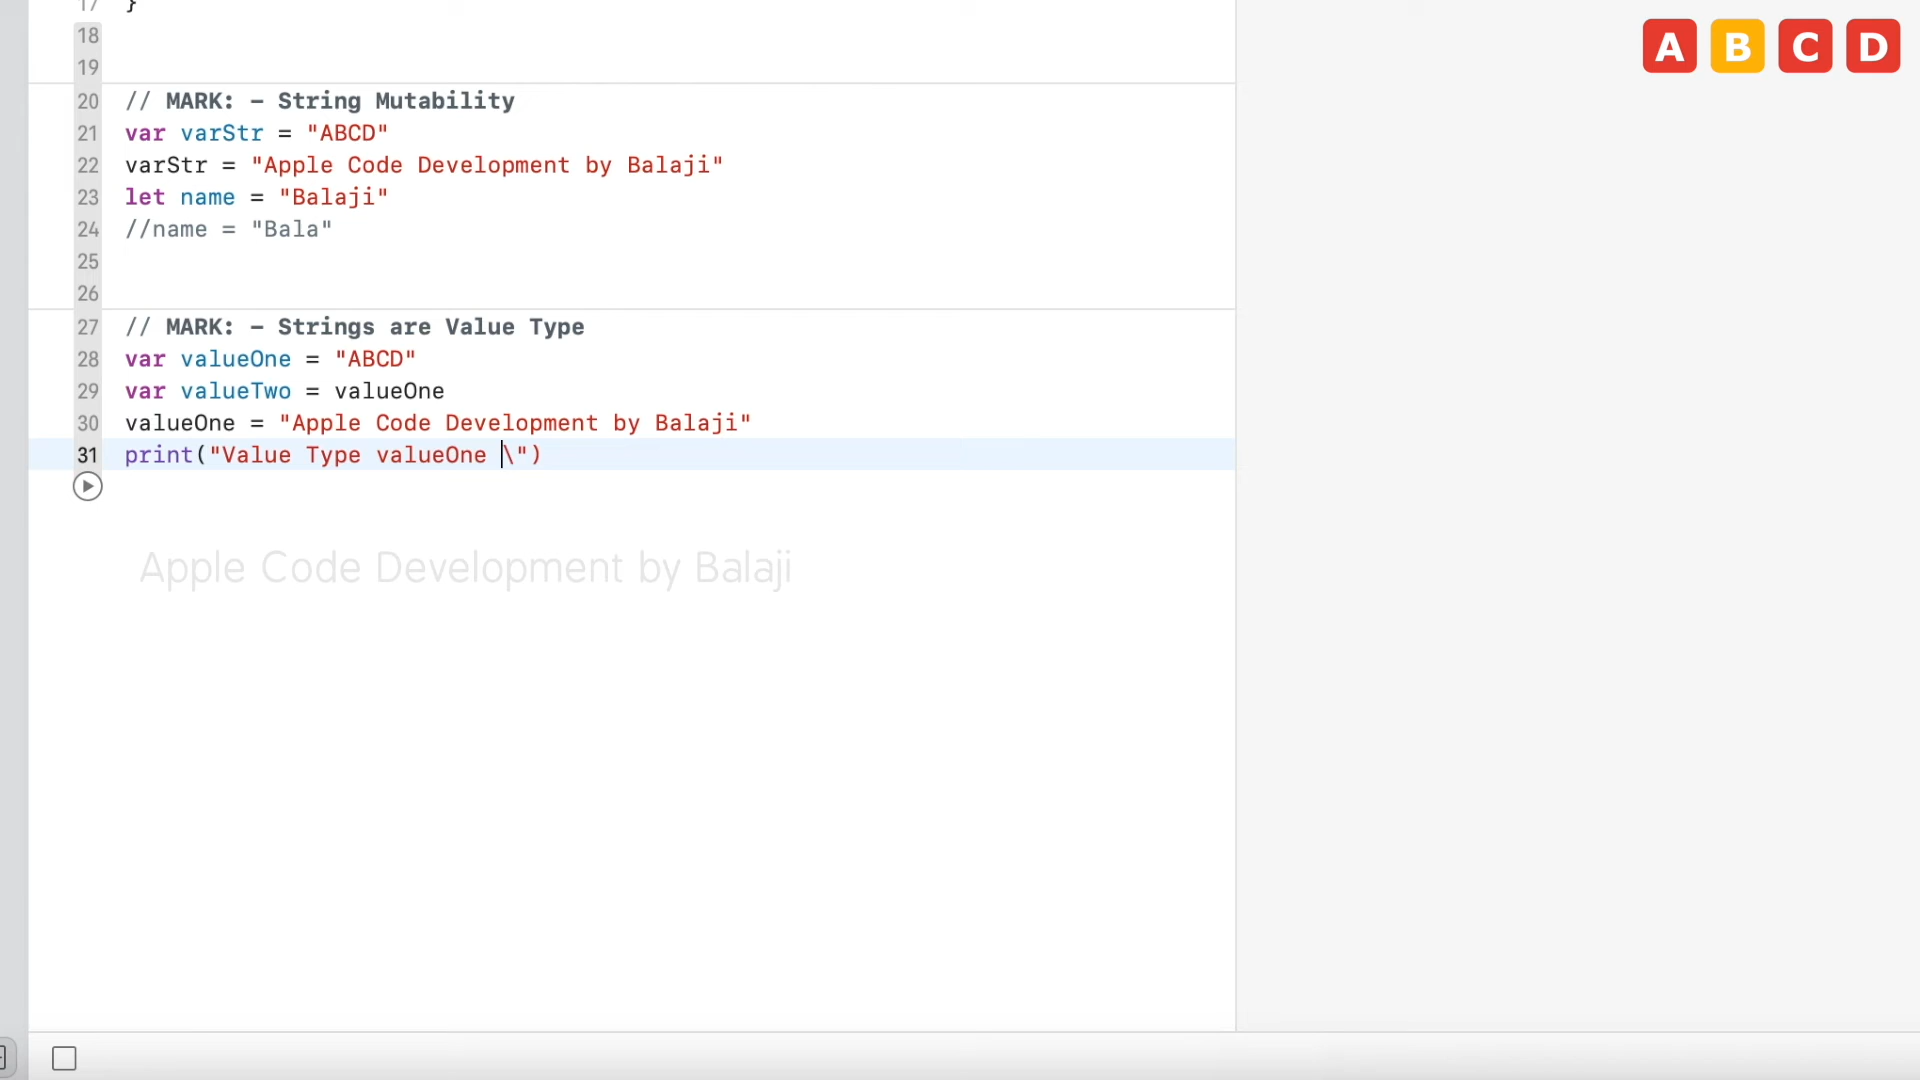 A B C D
17 }
18
19
20 // MARK: – String Mutability
21 var varStr = "ABCD"
22 varStr = "Apple Code Development by Balaji"
23 let name = "Balaji"
24 //name = "Bala"
25
26
27 // MARK: – Strings are Value Type
28 var valueOne = "ABCD"
29 var valueTwo = valueOne
30 valueOne = "Apple Code Development by Balaji"
31 print("Value Type valueOne \")
Apple Code Development by Balaji